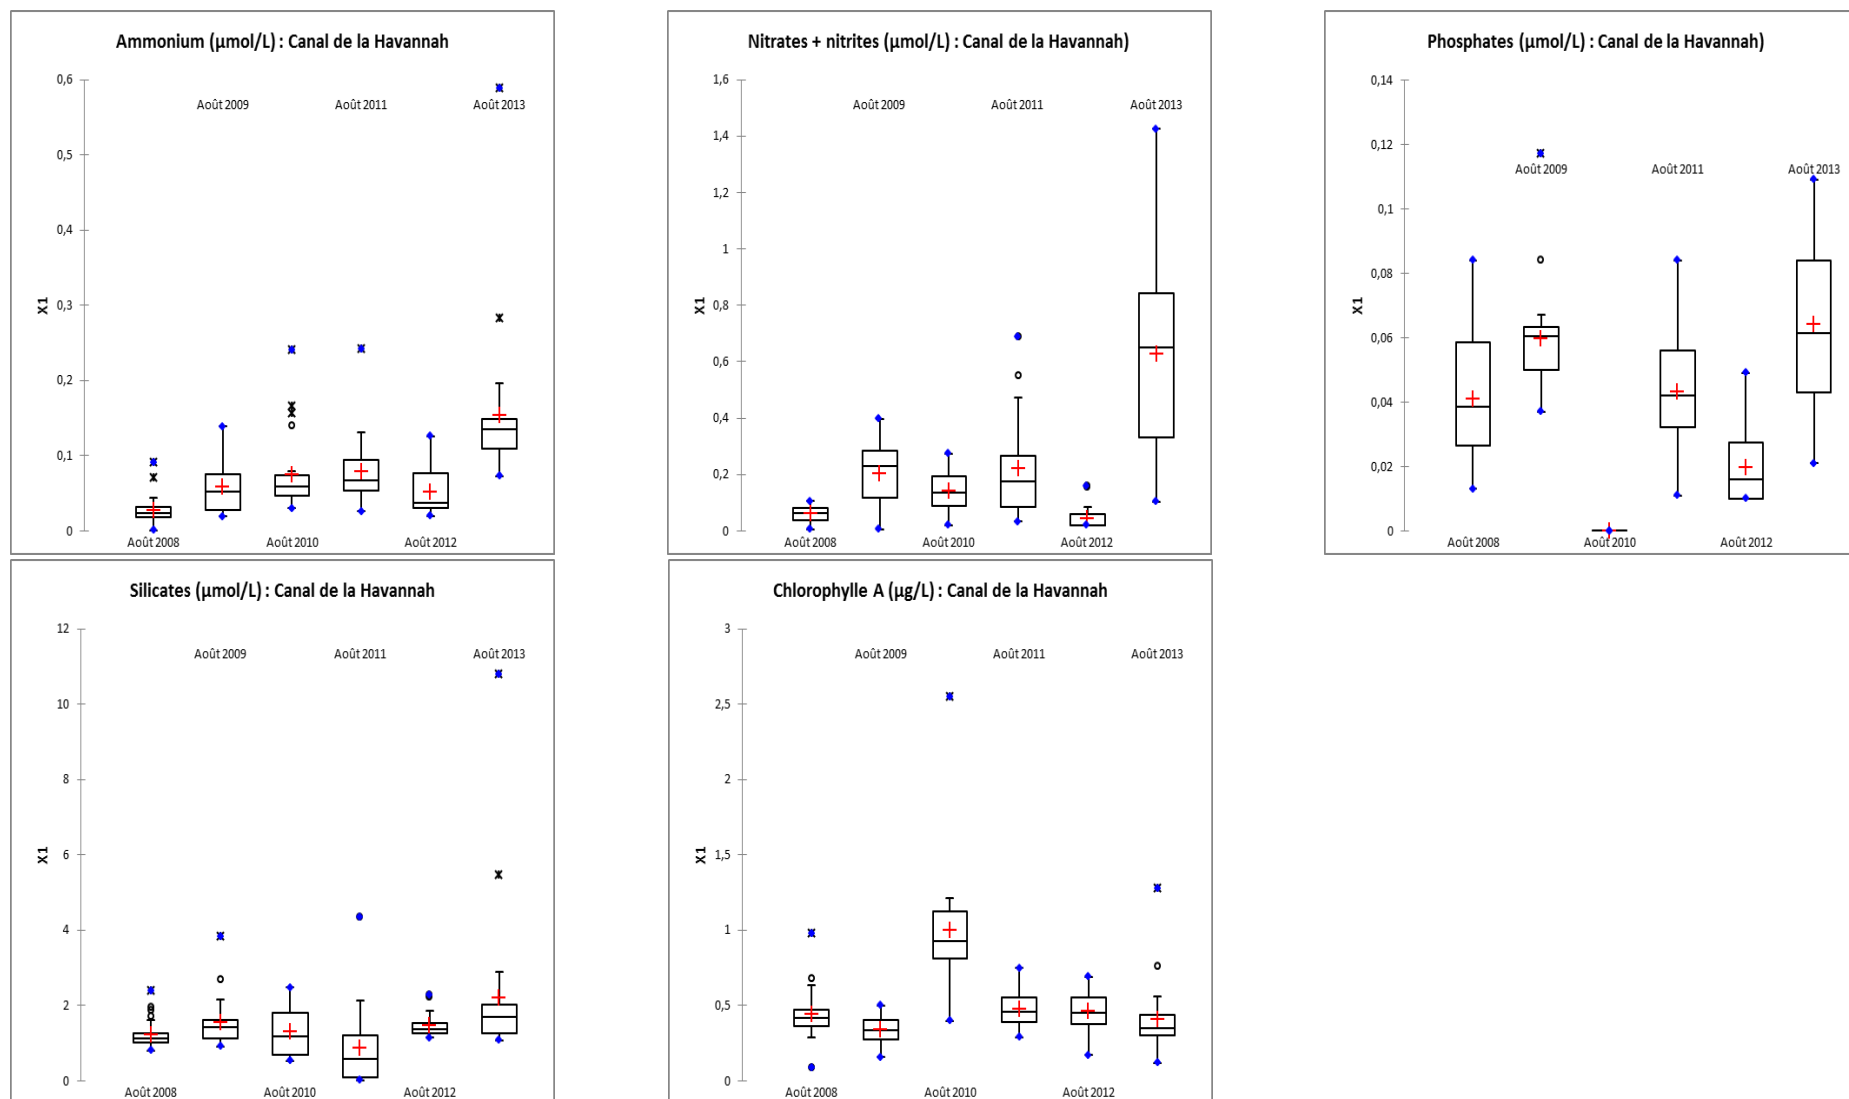 Ammonium (µmol/L) : Canal de la Havannah
0,6
Août 2009
Août 2011
Août 2013
0,5
0,4
0,3
X1
0,2
0,1
0
Août 2008
Août 2010
Août 2012
Nitrates + nitrites (µmol/L) : Canal de la Havannah)
1,6
Août 2009
Août 2011
Août 2013
1,4
1,2
1
0,8
X1
0,6
0,4
0,2
0
Août 2008
Août 2010
Août 2012
Phosphates (µmol/L) : Canal de la Havannah)
0,14
0,12
Août 2009
Août 2011
Août 2013
0,1
0,08
X1
0,06
0,04
0,02
0
Août 2008
Août 2010
Août 2012
Silicates (µmol/L) : Canal de la Havannah
12
Août 2009
Août 2011
Août 2013
10
8
6
X1
4
2
0
Août 2008
Août 2010
Août 2012
Chlorophylle A (µg/L) : Canal de la Havannah
3
Août 2009
Août 2011
Août 2013
2,5
2
1,5
X1
1
0,5
0
Août 2008
Août 2010
Août 2012